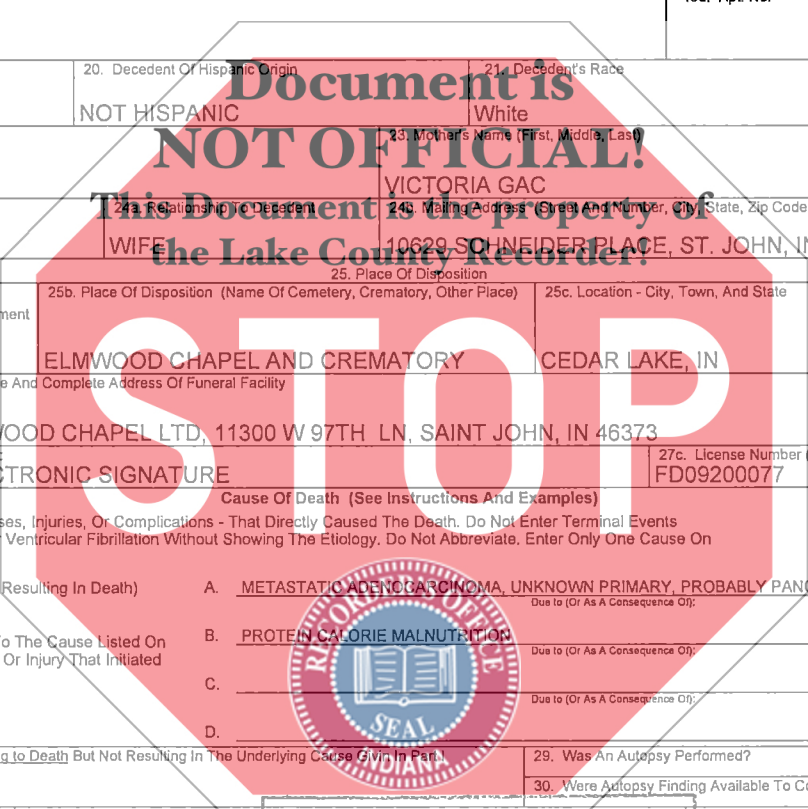 20. Decedent Of Hispanic Origin
21. Decedent's Race
Document is
NOT HISPANIC
White
NOT OFFICIAL!
23. Mother's Name (First, Middle, Last)
VICTORIA GAC
This Document is the property of
24a. Relationship To Decedent
24b. Mailing Address (Street And Number, City, State, Zip Code
WIFE
10629 SCHNEIDER PLACE, ST. JOHN, IN
the Lake County Recorder!
25. Place Of Disposition
25b. Place Of Disposition (Name Of Cemetery, Crematory, Other Place)
25c. Location - City, Town, And State
ment
ELMWOOD CHAPEL AND CREMATORY
CEDAR LAKE, IN
STOP
e And Complete Address Of Funeral Facility
WOOD CHAPEL LTD, 11300 W 97TH LN, SAINT JOHN, IN 46373
27c. License Number (
CTRONIC SIGNATURE
FD09200077
Cause Of Death (See Instructions And Examples)
ses, Injuries, Or Complications - That Directly Caused The Death. Do Not Enter Terminal Events
Ventricular Fibrillation Without Showing The Etiology. Do Not Abbreviate. Enter Only One Cause On
Resulting In Death)
A. METASTATIC ADENOCARCINOMA, UNKNOWN PRIMARY, PROBABLY PANC
Due to (Or As A Consequence Of):
To The Cause Listed On
Or Injury That Initiated
B. PROTEIN CALORIE MALNUTRITION
Due to (Or As A Consequence Of):
C.
Due to (Or As A Consequence Of):
D.
RECORDER'S OFFICE
SEAL
INDIANA
g to Death But Not Resulting In The Underlying Cause Givin In Part I
29. Was An Autopsy Performed?
30. Were Autopsy Finding Available To Co